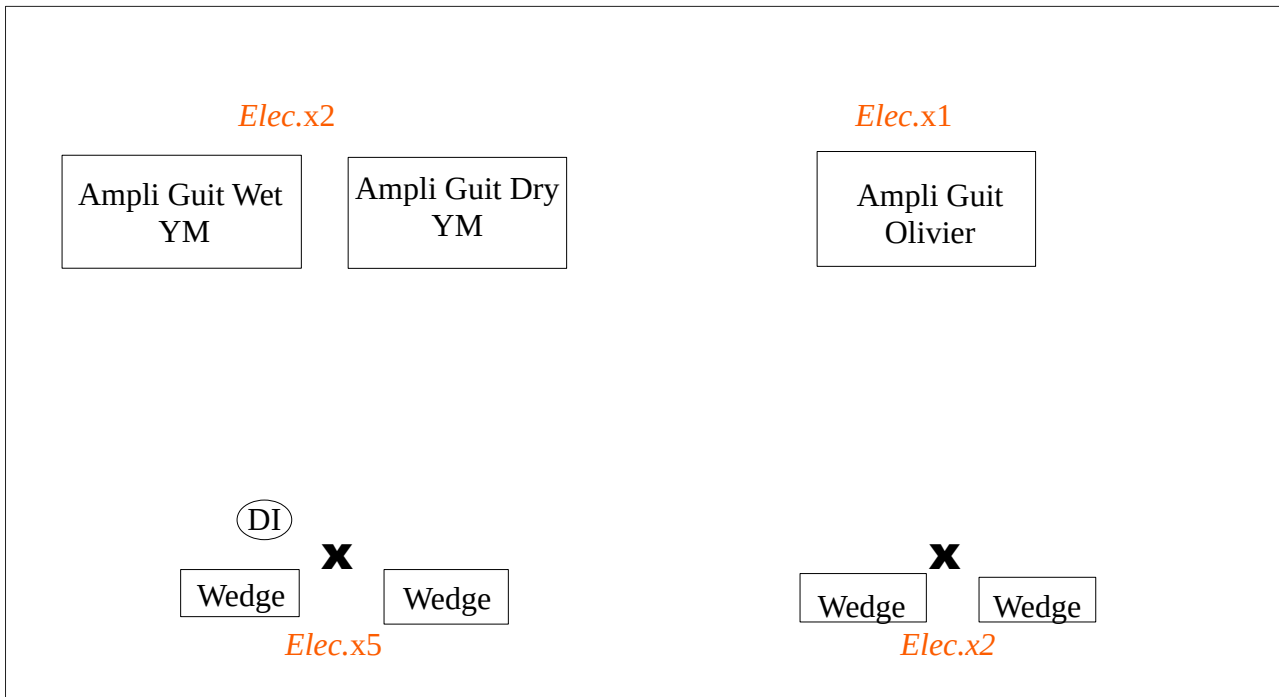 Elec.x2
Elec.x1
Ampli Guit Wet
YM
Ampli Guit Dry
YM
Ampli Guit
Olivier
DI
x
x
Wedge
Wedge
Wedge
Wedge
Elec.x5
Elec.x2